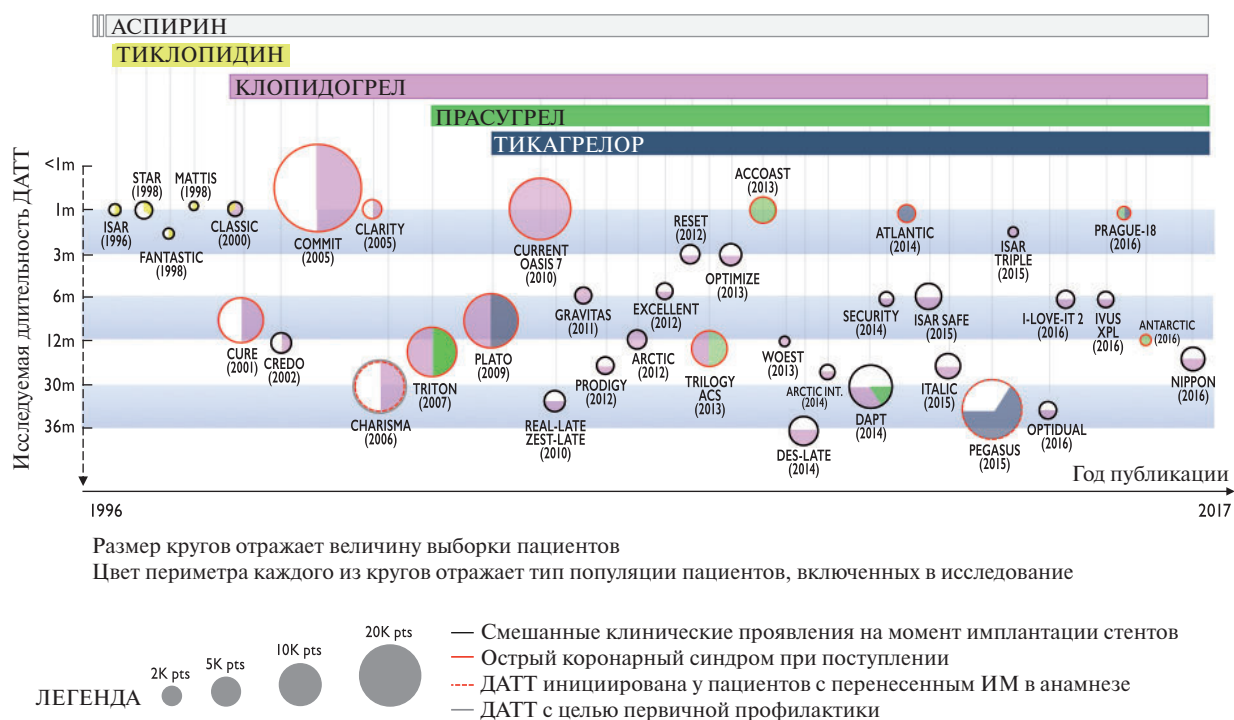 АСПИРИН
ТИКЛОПИДИН
КЛОПИДОГРЕЛ
ПРАСУГРЕЛ
ТИКАГРЕЛОР
Исследуемая длительность ДАТТ
<1m
1m
3m
6m
12m
30m
36m
ISAR
(1996)
STAR
(1998)
FANTASTIC
(1998)
MATTIS
(1998)
CLASSIC
(2000)
COMMIT
(2005)
CLARITY
(2005)
CURRENT
OASIS 7
(2010)
RESET
(2012)
OPTIMIZE
(2013)
ACCOAST
(2013)
ATLANTIC
(2014)
ISAR
TRIPLE
(2015)
PRAGUE-18
(2016)
CURE
(2001)
CREDO
(2002)
CHARISMA
(2006)
TRITON
(2007)
PLATO
(2009)
REAL-LATE
ZEST-LATE
(2010)
GRAVITAS
(2011)
PRODIGY
(2012)
ARCTIC
(2012)
EXCELLENT
(2012)
TRILOGY
ACS
(2013)
WOEST
(2013)
ARCTIC INT.
(2014)
DES-LATE
(2014)
DAPT
(2014)
SECURITY
(2014)
ISAR SAFE
(2015)
ITALIC
(2015)
PEGASUS
(2015)
OPTIDUAL
(2016)
I-LOVE-IT 2
(2016)
IVUS
XPL
(2016)
ANTARCTIC
(2016)
NIPPON
(2016)
Год публикации
1996
2017
Размер кругов отражает величину выборки пациентов
Цвет периметра каждого из кругов отражает тип популяции пациентов, включенных в исследование
ЛЕГЕНДА
2K pts
5K pts
10K pts
20K pts
Смешанные клинические проявления на момент имплантации стентов
Острый коронарный синдром при поступлении
ДАТТ инициирована у пациентов с перенесенным ИМ в анамнезе
ДАТТ с целью первичной профилактики